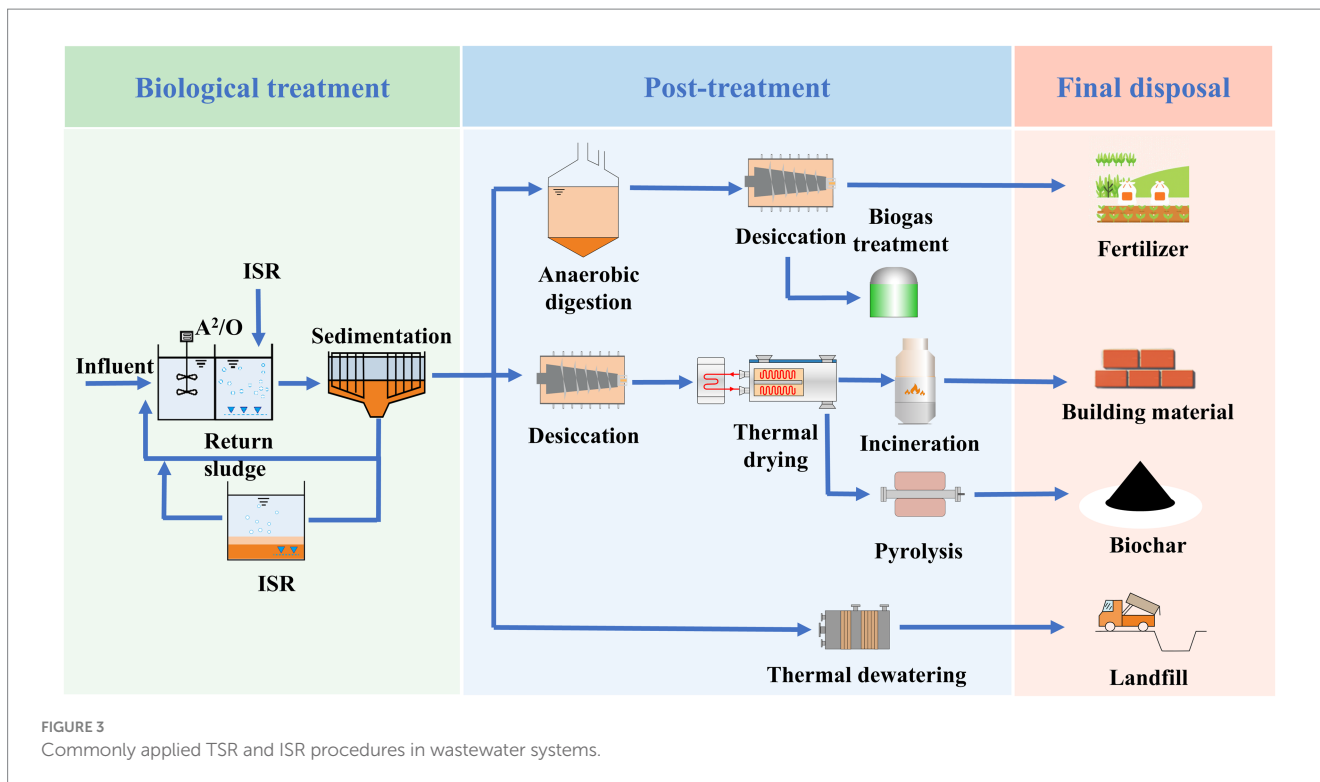 Biological treatment
Post-treatment
Final disposal
ISR
A²/O
Sedimentation
Influent
Return
sludge
ISR
Anaerobic
digestion
Desiccation
Biogas
treatment
Fertilizer
Desiccation
Thermal
drying
Incineration
Building material
Pyrolysis
Biochar
Thermal dewatering
Landfill
FIGURE 3
Commonly applied TSR and ISR procedures in wastewater systems.